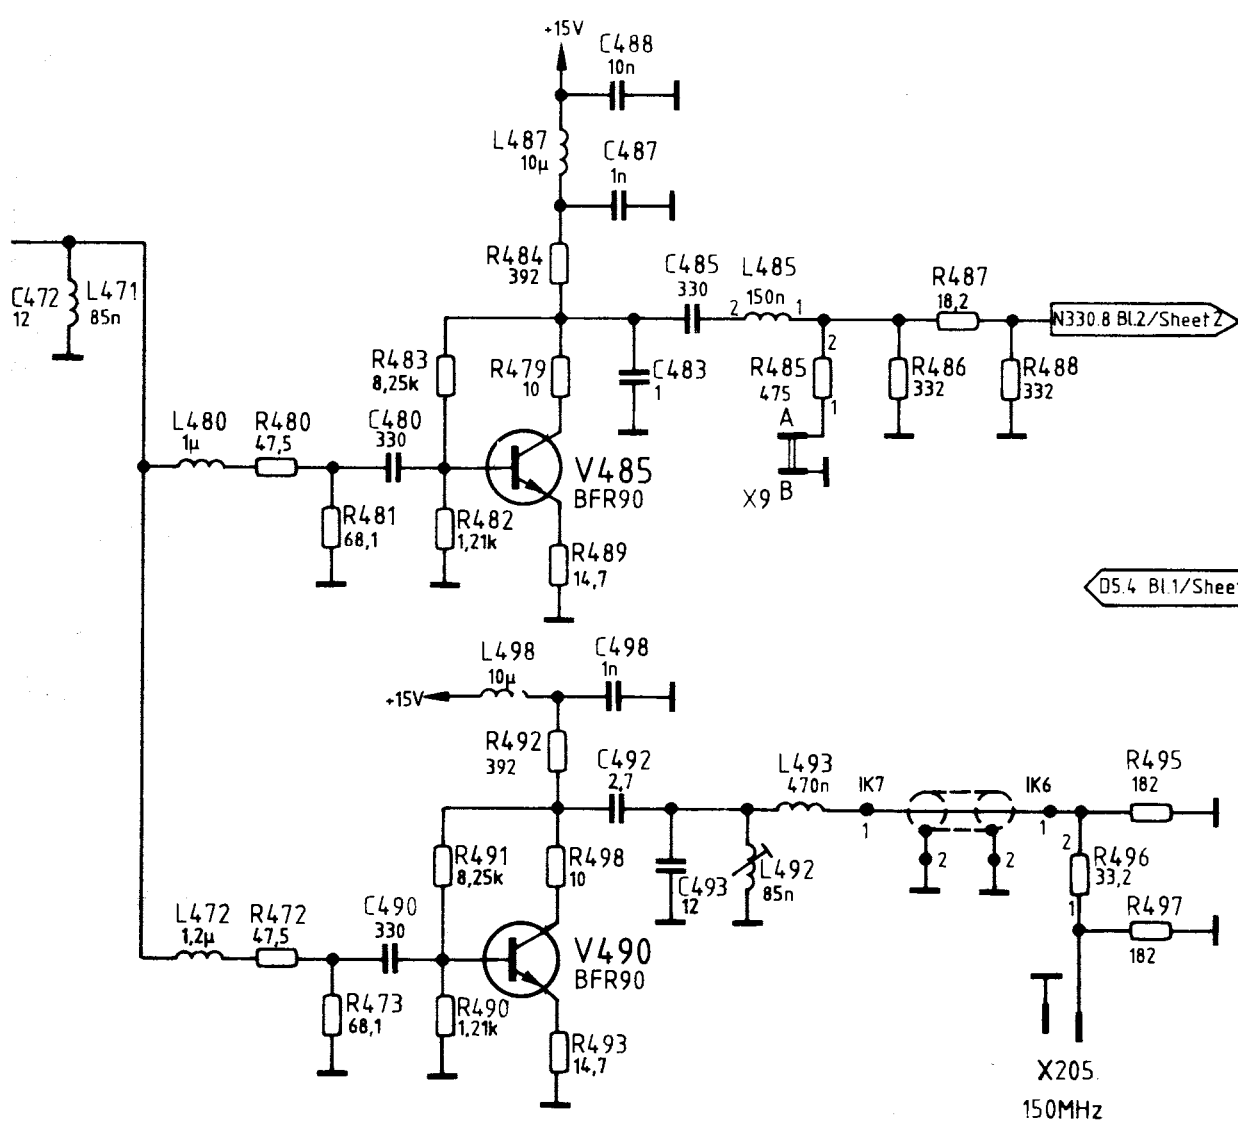 +15V
C488
10n
L487
10µ
C487
1n
R484
392
C485
330
L485
150n
2
1
R487
18,2
N330.8 Bl.2/Sheet 2
C472
12
L471
85n
R483
8,25k
R479
10
C483
1
2
R485
475
1
R486
332
R488
332
A
B
X9
L480
1µ
R480
47,5
C480
330
V485
BFR90
R481
68,1
R482
1,21k
R489
14,7
D5.4 Bl.1/Sheet
L498
10µ
C498
1n
+15V
R492
392
C492
2,7
L493
470n
IK7
1
IK6
1
R495
182
2
2
2
R491
8,25k
R498
10
C493
12
L492
85n
R496
33,2
1
R497
182
L472
1,2µ
R472
47,5
C490
330
V490
BFR90
R473
68,1
R490
1,21k
R493
14,7
X205
150MHz